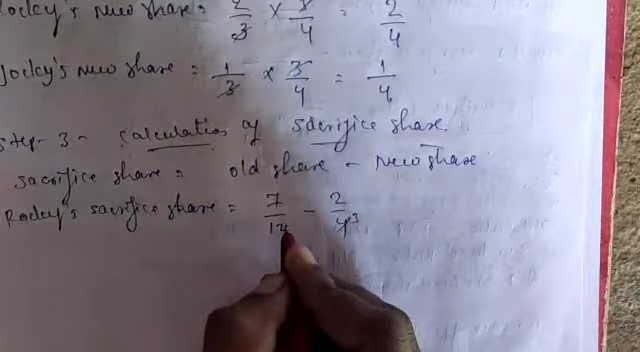 Rodey's new share = 2/3 × 3/4 = 2/4
Jodey's New share = 1/3 × 3/4 = 1/4
Step-3- calculation of sacrifice share.
sacrifice share = old share - New share
Rodey's sacrifice share = 7/12 - 2/4 3